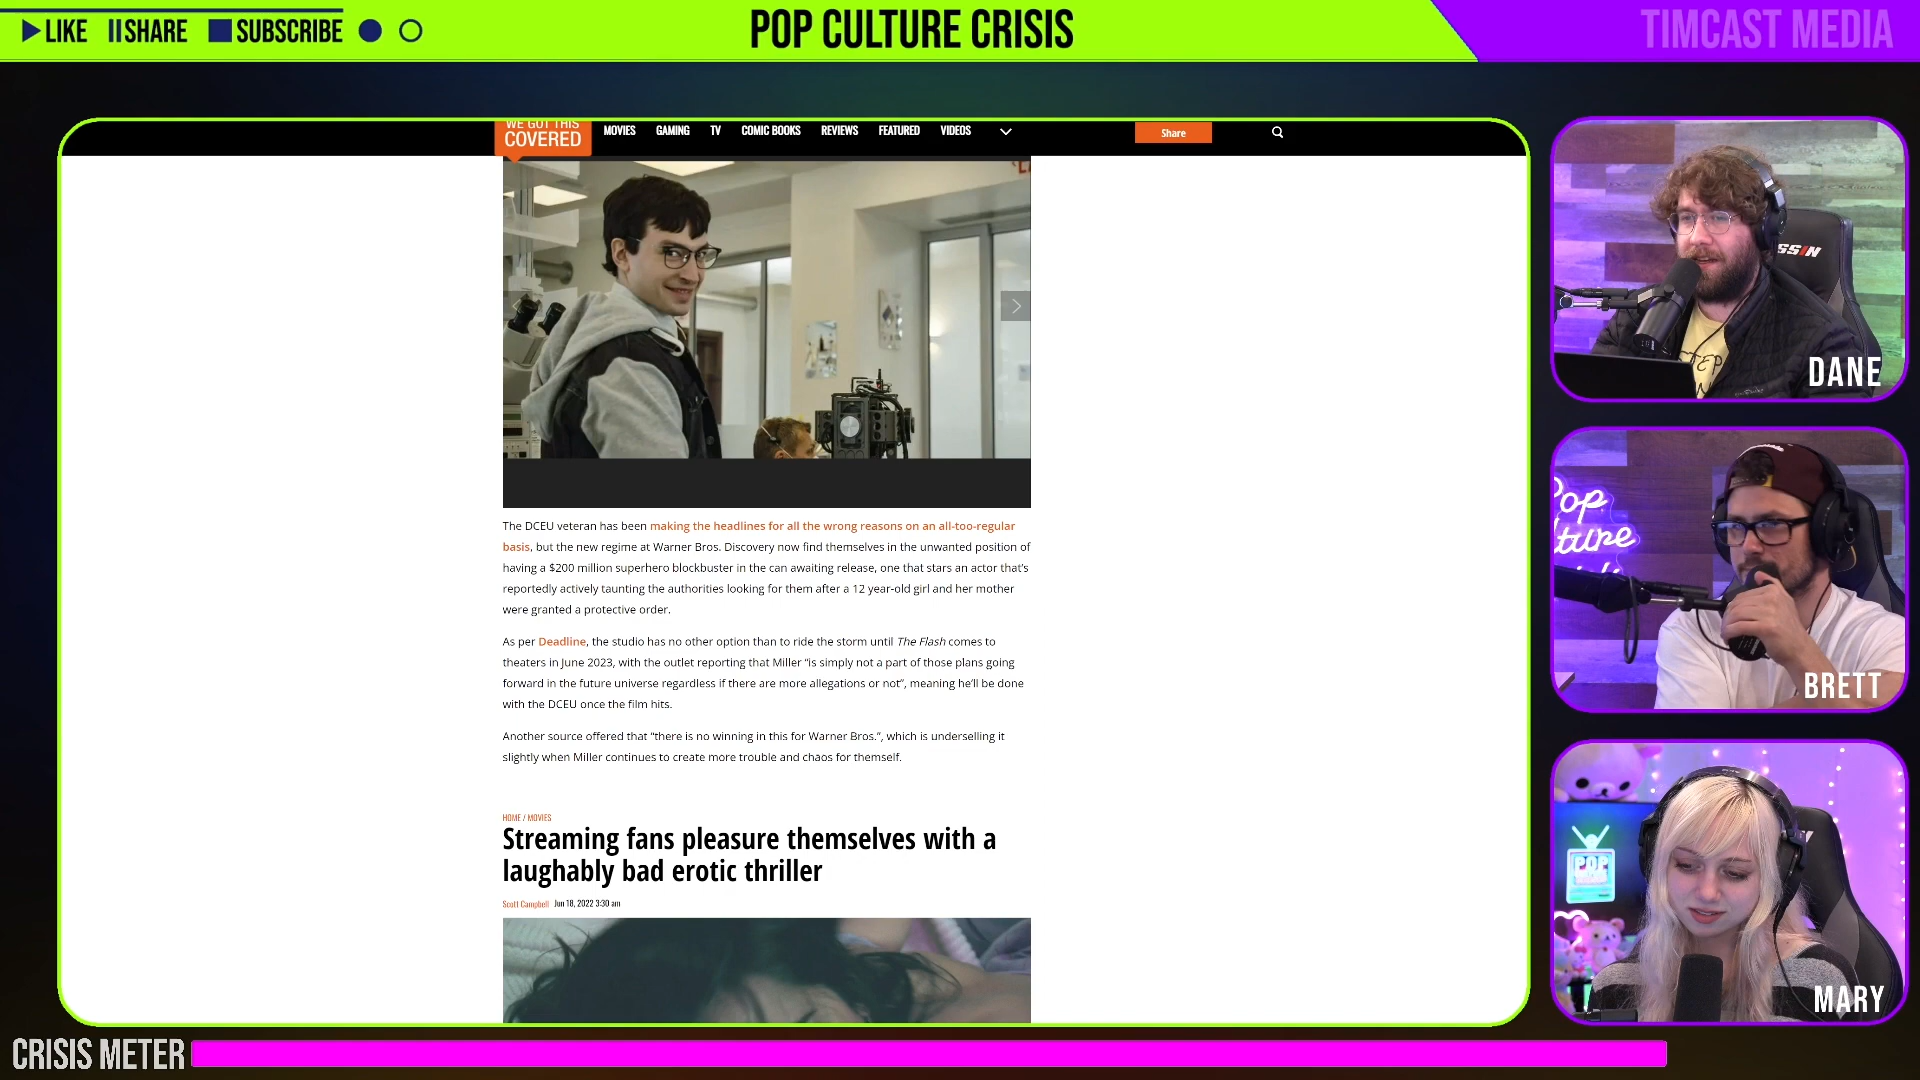 LIKE SHARE SUBSCRIBE
POP CULTURE CRISIS
TIMCAST MEDIA
WE GOT THIS
COVERED
MOVIES GAMING TV COMIC BOOKS REVIEWS FEATURED VIDEOS
Share
The DCEU veteran has been making the headlines for all the wrong reasons on an all-too-regular
basis, but the new regime at Warner Bros. Discovery now find themselves in the unwanted position of
having a $200 million superhero blockbuster in the can awaiting release, one that stars an actor that's
reportedly actively taunting the authorities looking for them after a 12 year-old girl and her mother
were granted a protective order.
As per Deadline, the studio has no other option than to ride the storm until The Flash comes to
theaters in June 2023, with the outlet reporting that Miller “is simply not a part of those plans going
forward in the future universe regardless if there are more allegations or not”, meaning he'll be done
with the DCEU once the film hits.
Another source offered that “there is no winning in this for Warner Bros.”, which is underselling it
slightly when Miller continues to create more trouble and chaos for themself.
HOME / MOVIES
Streaming fans pleasure themselves with a
laughably bad erotic thriller
Scott Campbell Jun 18, 2022 3:30 am
DANE
Pop
BRETT
POP
MARY
CRISIS METER